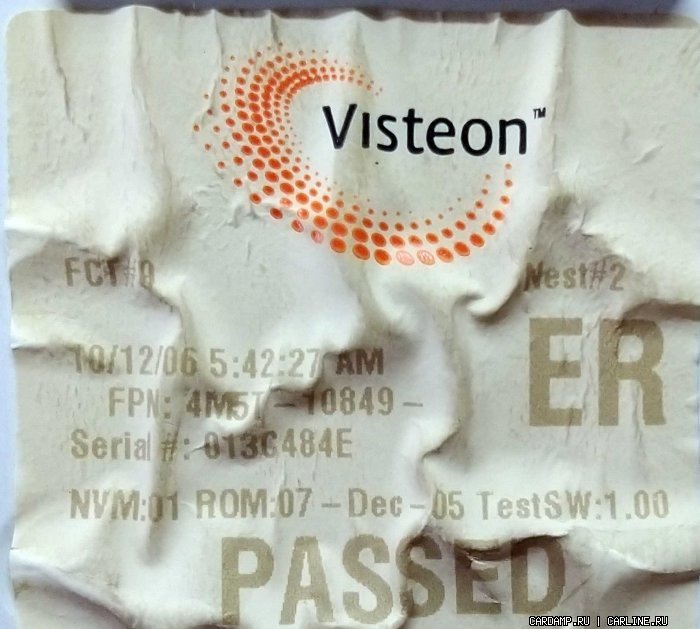 Visteon™
FCT#8 Nest#2
ER
10/12/06 5:42:27 AM
FPN: 4M5T-10849-
Serial #: 013C484E
NVM:01 ROM:07-Dec-05 TestSW:1.00
PASSED
CARDAMP.RU | CARLINE.RU